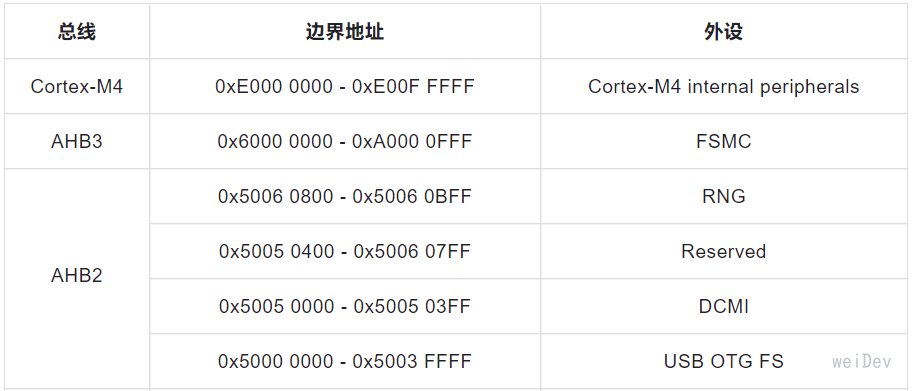 总线 边界地址 外设
Cortex-M4 0xE000 0000 - 0xE00F FFFF Cortex-M4 internal peripherals
AHB3 0x6000 0000 - 0xA000 0FFF FSMC
AHB2 0x5006 0800 - 0x5006 0BFF RNG
0x5005 0400 - 0x5006 07FF Reserved
0x5005 0000 - 0x5005 03FF DCMI
0x5000 0000 - 0x5003 FFFF USB OTG FS
weiDev